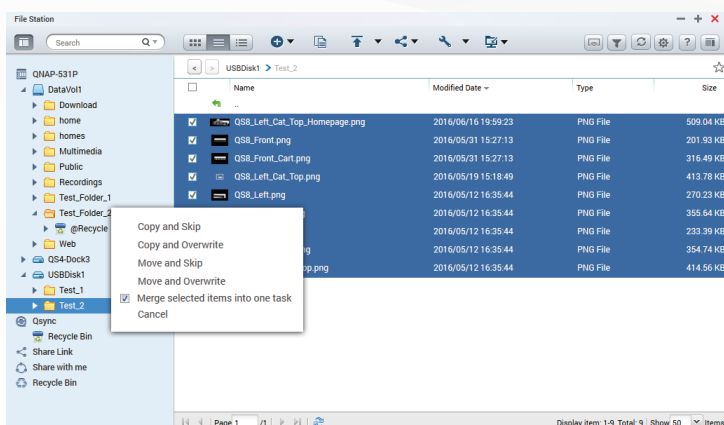 File Station
Search
QNAP-531P
DataVol1
Download
home
homes
Multimedia
Public
Recordings
Test_Folder_1
Test_Folder_2
@Recycle
Web
QS4-Dock3
USBDisk1
Test_1
Test_2
Qsync
Recycle Bin
Share Link
Share with me
Recycle Bin
USBDisk1 > Test_2
Name Modified Date Type Size
..
QS8_Left_Cat_Top_Homepage.png 2016/06/16 19:59:23 PNG File 509.04 KB
QS8_Front.png 2016/05/31 15:27:13 PNG File 201.93 KB
QS8_Front_Cart.png 2016/05/31 15:27:13 PNG File 316.49 KB
QS8_Left_Cat_Top.png 2016/05/19 15:18:49 PNG File 413.78 KB
QS8_Left.png 2016/05/12 16:35:44 PNG File 270.23 KB
2016/05/12 16:35:44 PNG File 355.64 KB
2016/05/12 16:35:44 PNG File 233.39 KB
2016/05/12 16:35:44 PNG File 354.74 KB
op.png 2016/05/12 16:35:44 PNG File 414.56 KB
Copy and Skip
Copy and Overwrite
Move and Skip
Move and Overwrite
Merge selected items into one task
Cancel
Page 1 /1 Display item: 1-9 Total: 9 Show 50 Items